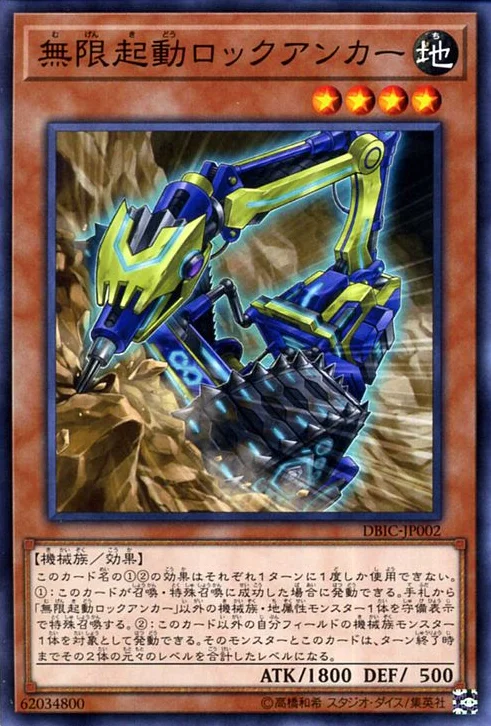 無限起動ロックアンカー 地
DBIC-JP002
【機械族/効果】
このカード名の①②の効果はそれぞれ1ターンに1度しか使用できない。
①:このカードが召喚・特殊召喚に成功した場合に発動できる。手札から
「無限起動ロックアンカー」以外の機械族・地属性モンスター1体を守備表示
で特殊召喚する。②:このカード以外の自分フィールドの機械族モンスター
1体を対象として発動できる。そのモンスターとこのカードは、ターン終了時
までその2体の元々のレベルを合計したレベルになる。
ATK/1800 DEF/ 500
62034800 ©高橋和希 スタジオ・ダイス/集英社